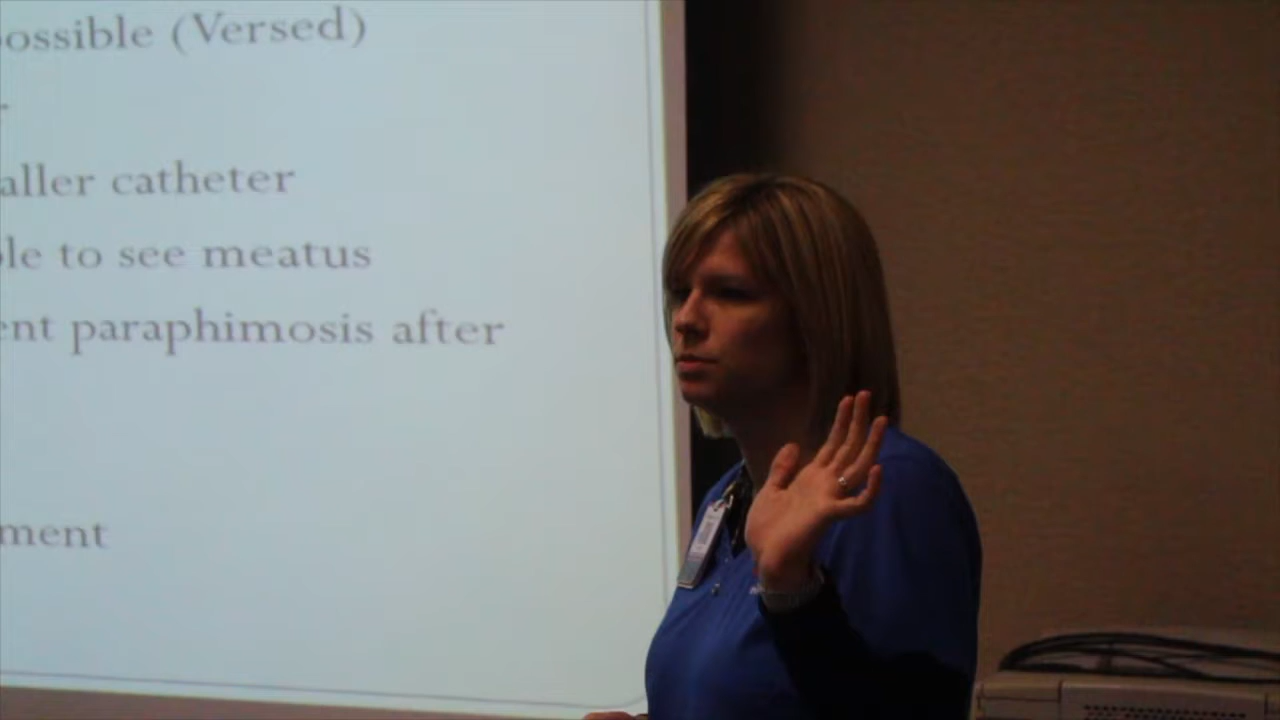 ossible (Versed)
aller catheter
le to see meatus
ent paraphimosis after
ment